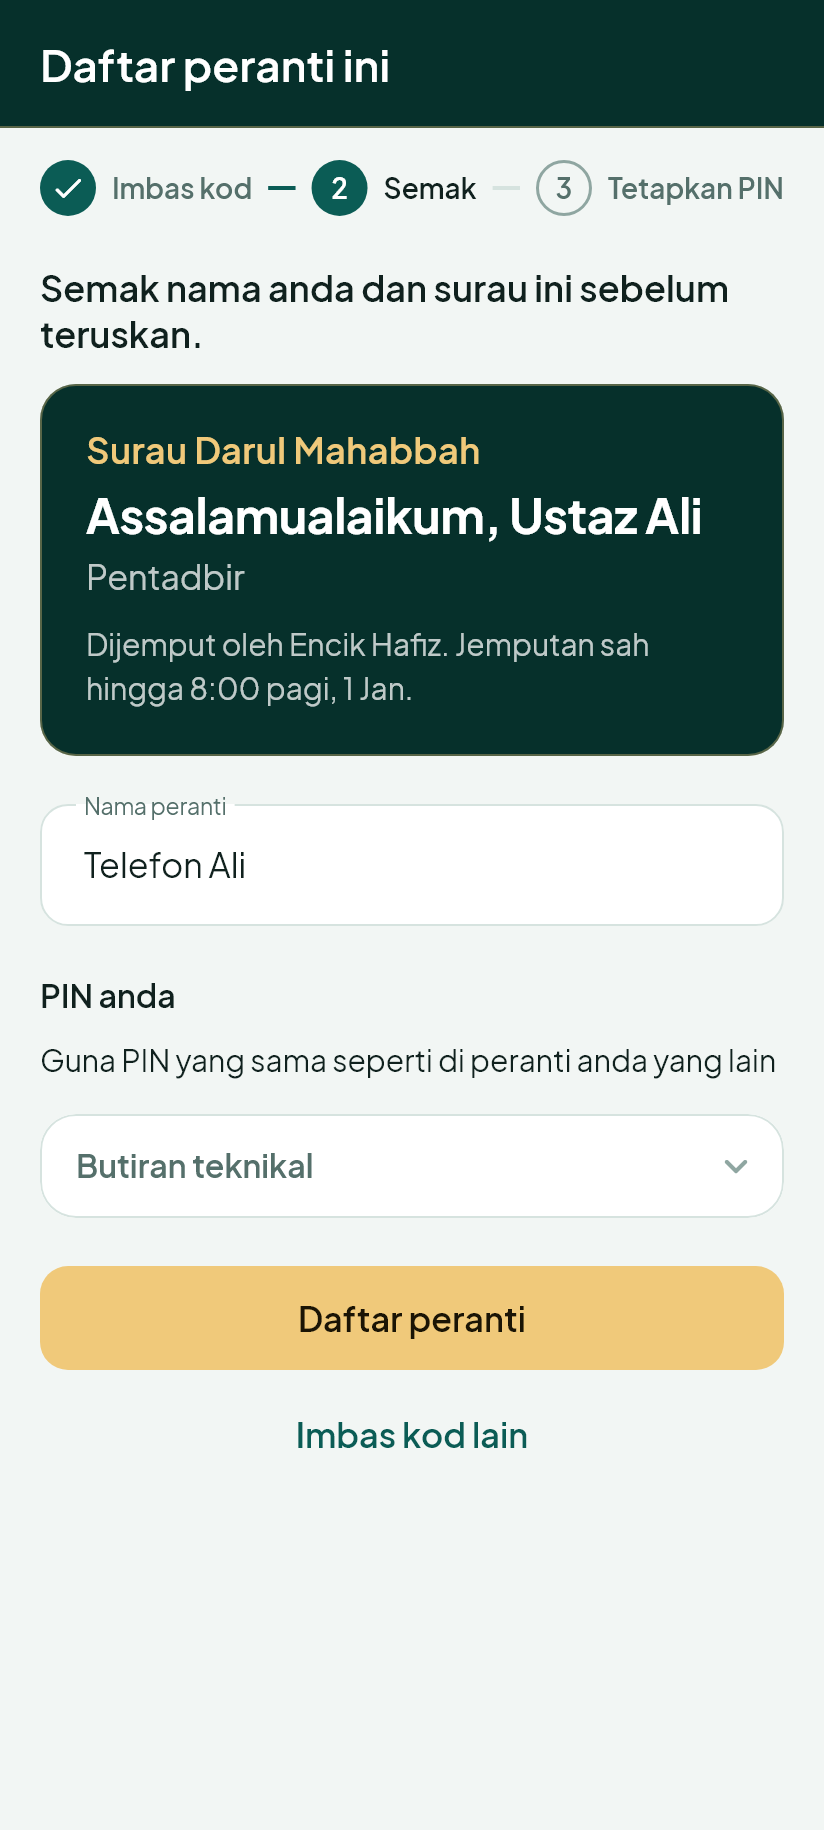 Daftar peranti ini
Imbas kod
2
Semak
3
Tetapkan PIN
Semak nama anda dan surau ini sebelum
teruskan.
Surau Darul Mahabbah
Assalamualaikum, Ustaz Ali
Pentadbir
Dijemput oleh Encik Hafiz. Jemputan sah
hingga 8:00 pagi, 1 Jan.
Nama peranti
Telefon Ali
PIN anda
Guna PIN yang sama seperti di peranti anda yang lain
Butiran teknikal
Daftar peranti
Imbas kod lain